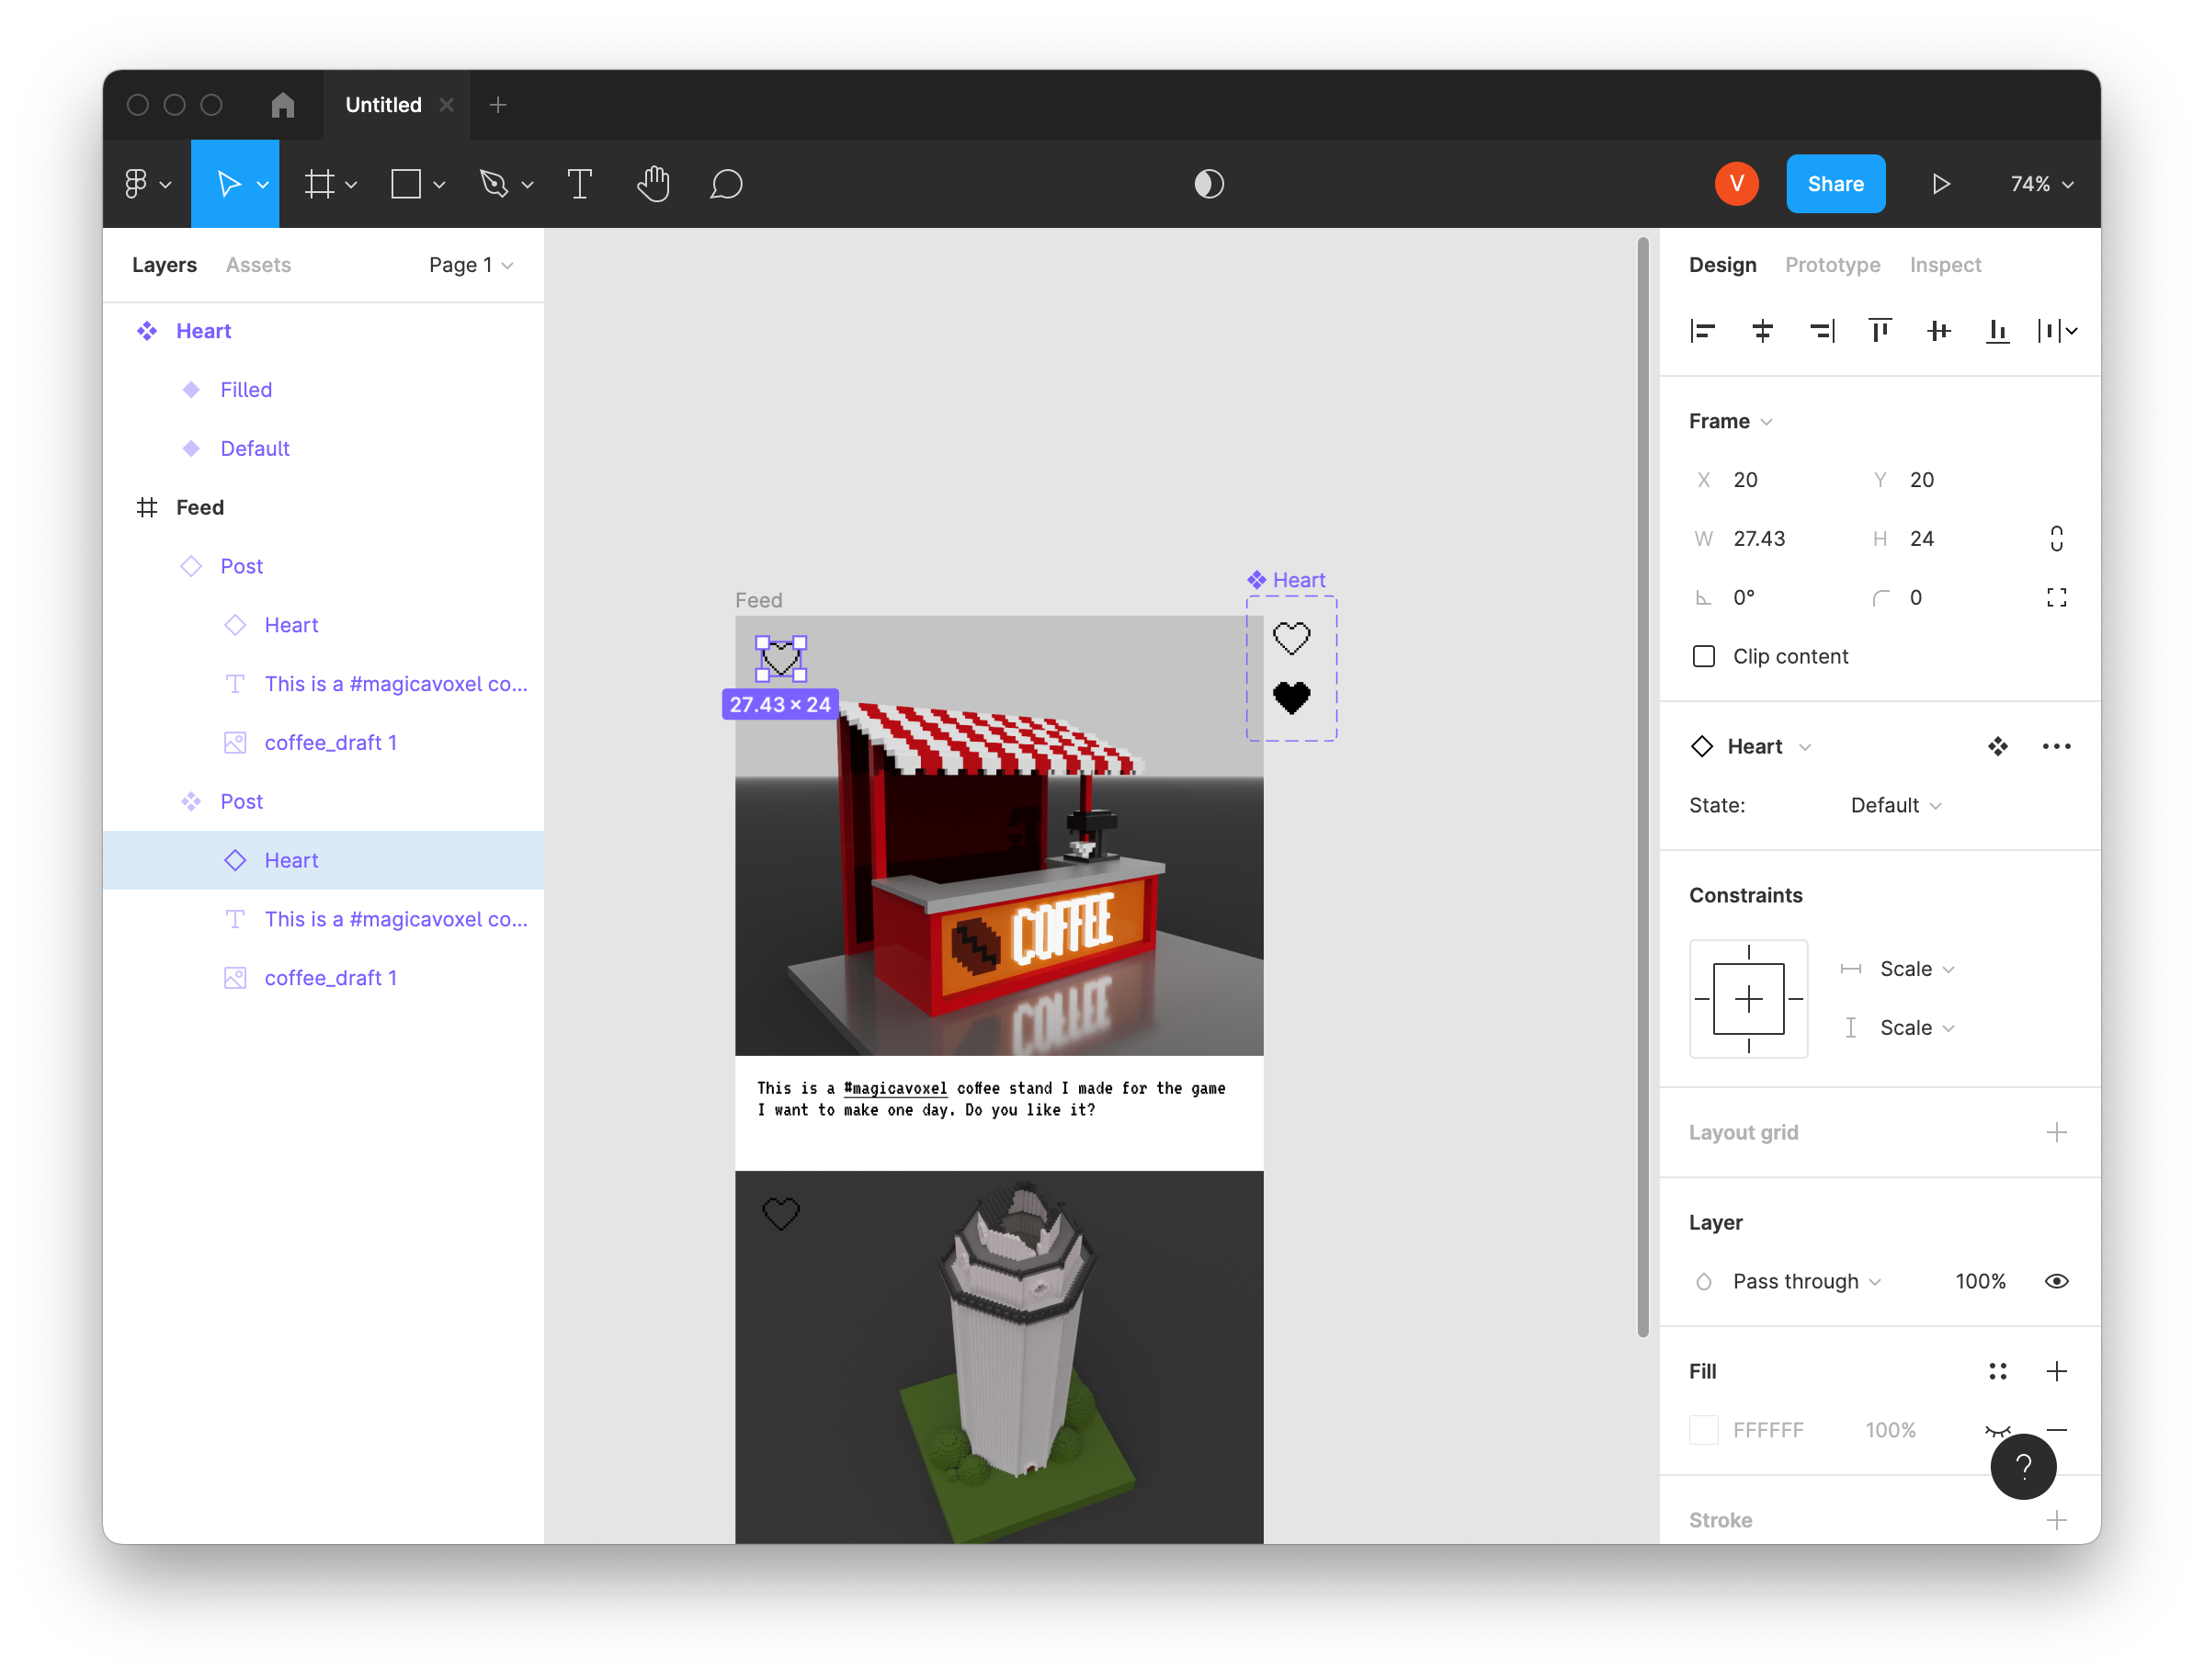 Untitled
V
Share
74%
Layers
Assets
Page 1
Heart
Filled
Default
Feed
Post
Heart
This is a #magicavoxel co...
coffee_draft 1
Post
Heart
This is a #magicavoxel co...
coffee_draft 1
Feed
Heart
27.43 × 24
COFFEE
COFFEE
This is a #magicavoxel coffee stand I made for the game
I want to make one day. Do you like it?
Design
Prototype
Inspect
Frame
X 20
Y 20
W 27.43
H 24
0°
0
Clip content
Heart
State:
Default
Constraints
Scale
Scale
Layout grid
Layer
Pass through
100%
Fill
FFFFFF
100%
?
Stroke